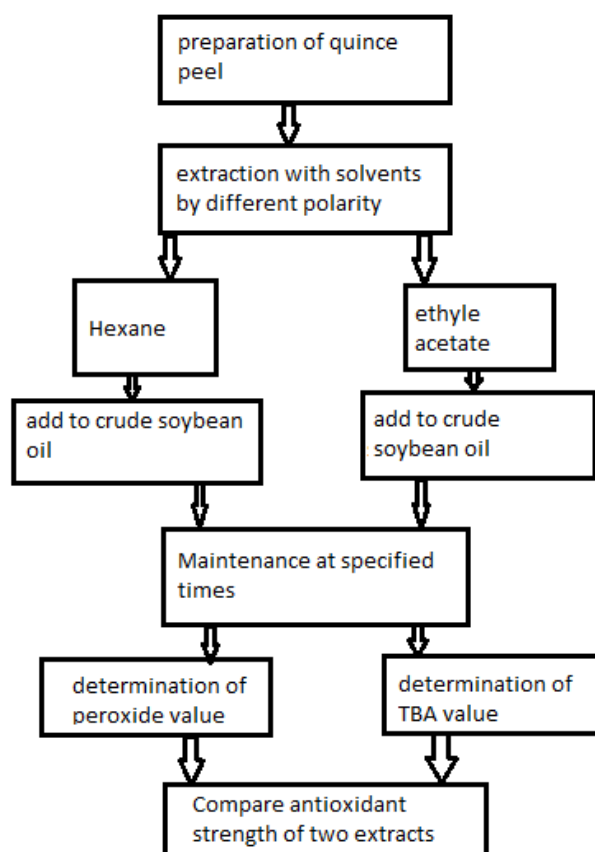 preparation of quince
peel
extraction with solvents
by different polarity
Hexane
ethyle
acetate
add to crude soybean
oil
add to crude
soybean oil
Maintenance at specified
times
determination of
peroxide value
determination of
TBA value
Compare antioxidant
strength of two extracts